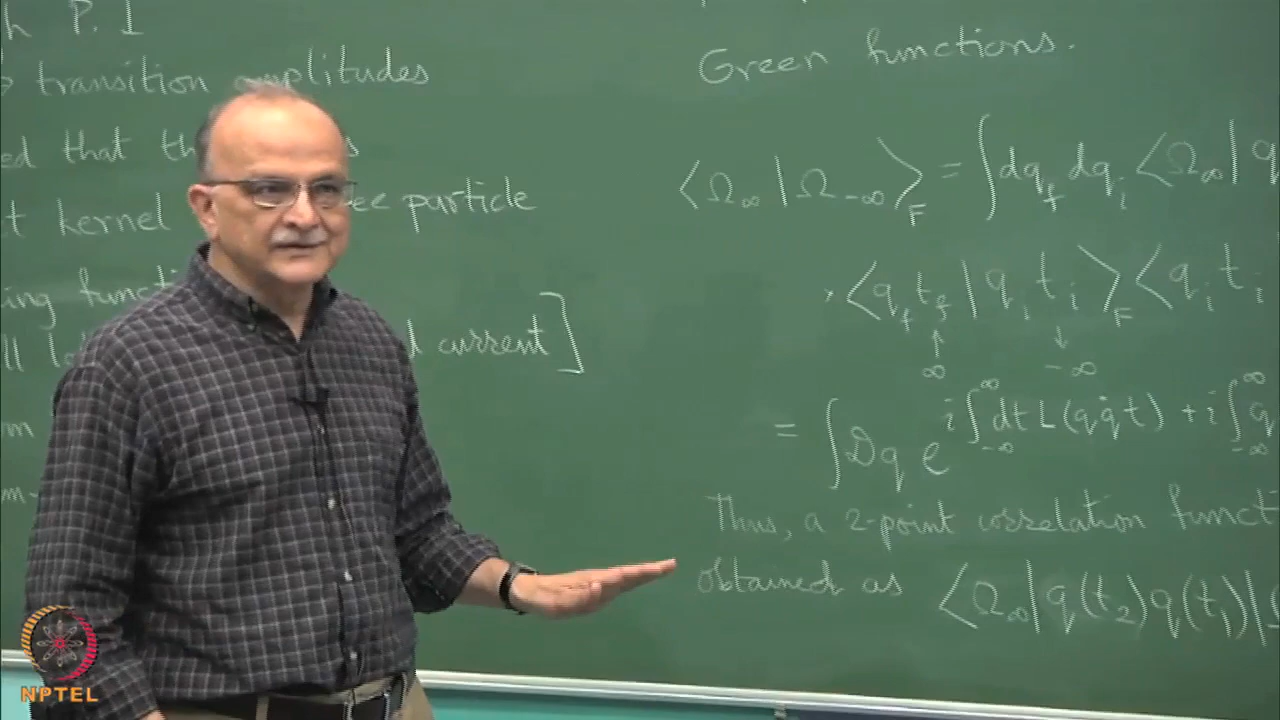 P. I
transition amplitudes
ed that th
t kernel ee particle
ing functi
ll l d current]
m
m-
Green functions.
⟨Ω∞|Ω-∞⟩F = ∫dqf dqi ⟨Ω∞|q
⟨qf tf | qi ti⟩F ⟨qi ti
↑ ↓
∞ -∞
= ∫Dq e^{i∫_{-∞}^{∞} dt L(q q̇ t) + i∫_{-∞}^{∞} q
Thus, a 2-point correlation funct
obtained as ⟨Ω∞|q(t2)q(t1)|Ω
NPTEL